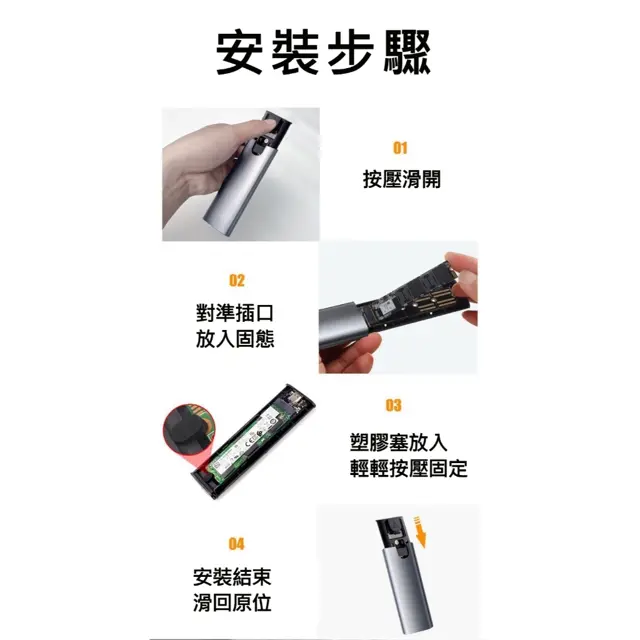 安裝步驟
01
按壓滑開
02
對準插口
放入固態
03
塑膠塞放入
輕輕按壓固定
04
安裝結束
滑回原位